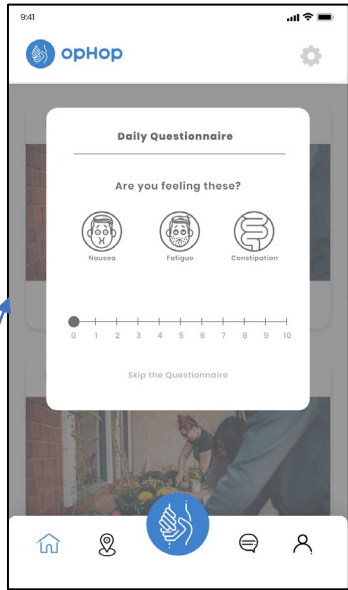 9:41
opHop
Daily Questionnaire
Are you feeling these?
Nausea Fatigue Constipation
0 1 2 3 4 5 6 7 8 9 10
Skip the Questionnaire